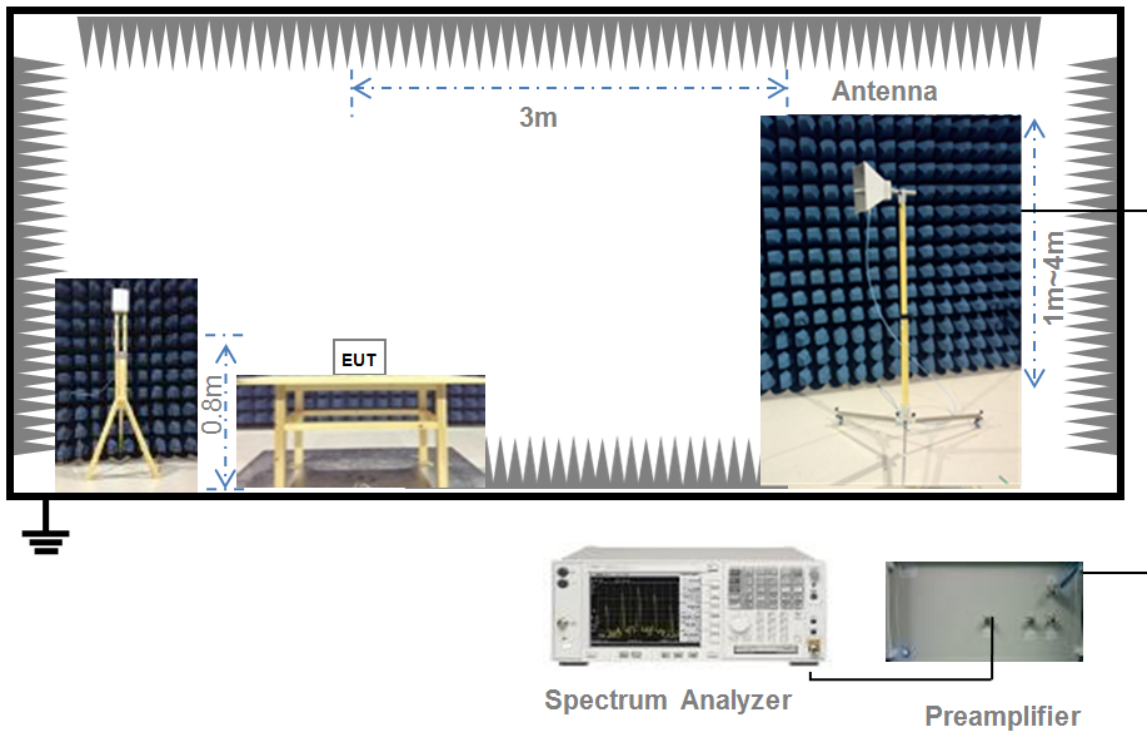 Antenna
3m
1m~4m
EUT
0.8m
Spectrum Analyzer
Preamplifier